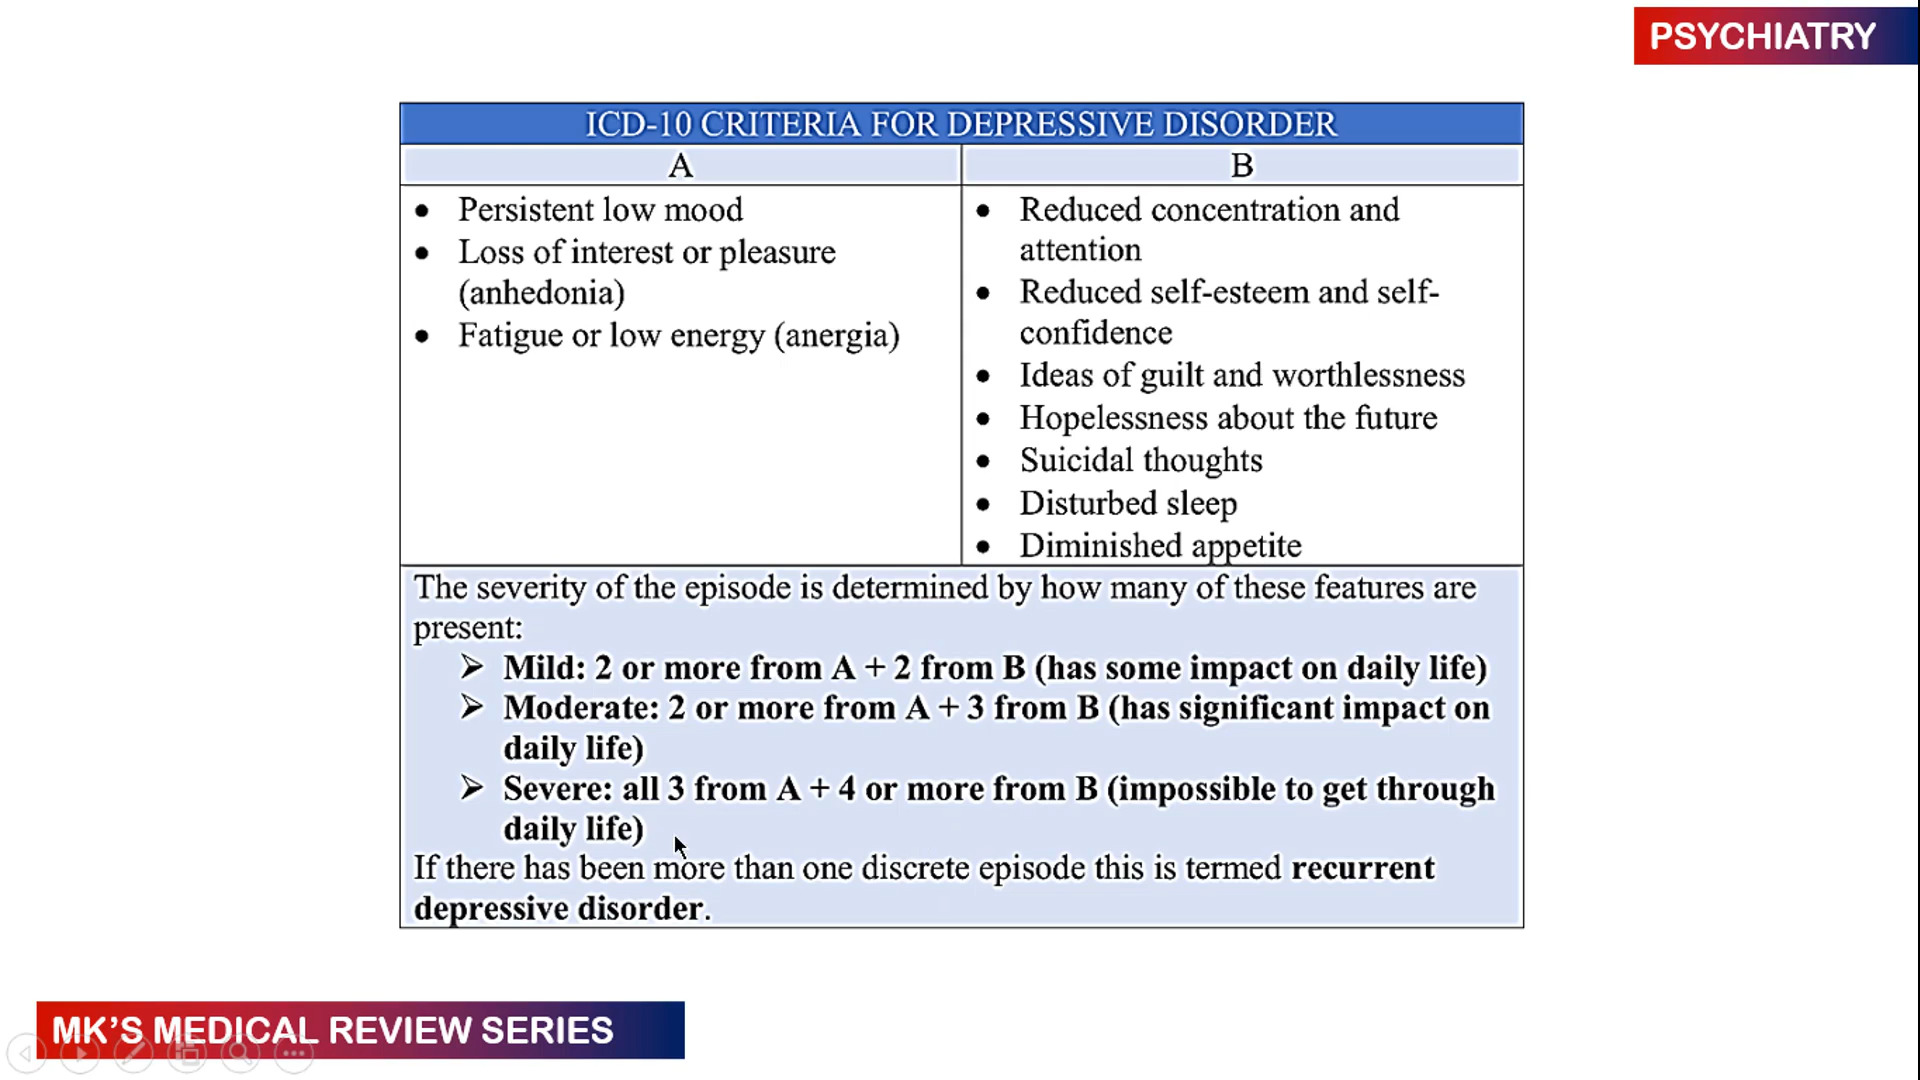 PSYCHIATRY
ICD-10 CRITERIA FOR DEPRESSIVE DISORDER
A
B
• Persistent low mood
• Loss of interest or pleasure
(anhedonia)
• Fatigue or low energy (anergia)
• Reduced concentration and
attention
• Reduced self-esteem and self-
confidence
• Ideas of guilt and worthlessness
• Hopelessness about the future
• Suicidal thoughts
• Disturbed sleep
• Diminished appetite
The severity of the episode is determined by how many of these features are
present:
➢ Mild: 2 or more from A + 2 from B (has some impact on daily life)
➢ Moderate: 2 or more from A + 3 from B (has significant impact on
daily life)
➢ Severe: all 3 from A + 4 or more from B (impossible to get through
daily life)
If there has been more than one discrete episode this is termed recurrent
depressive disorder.
MK’S MEDICAL REVIEW SERIES